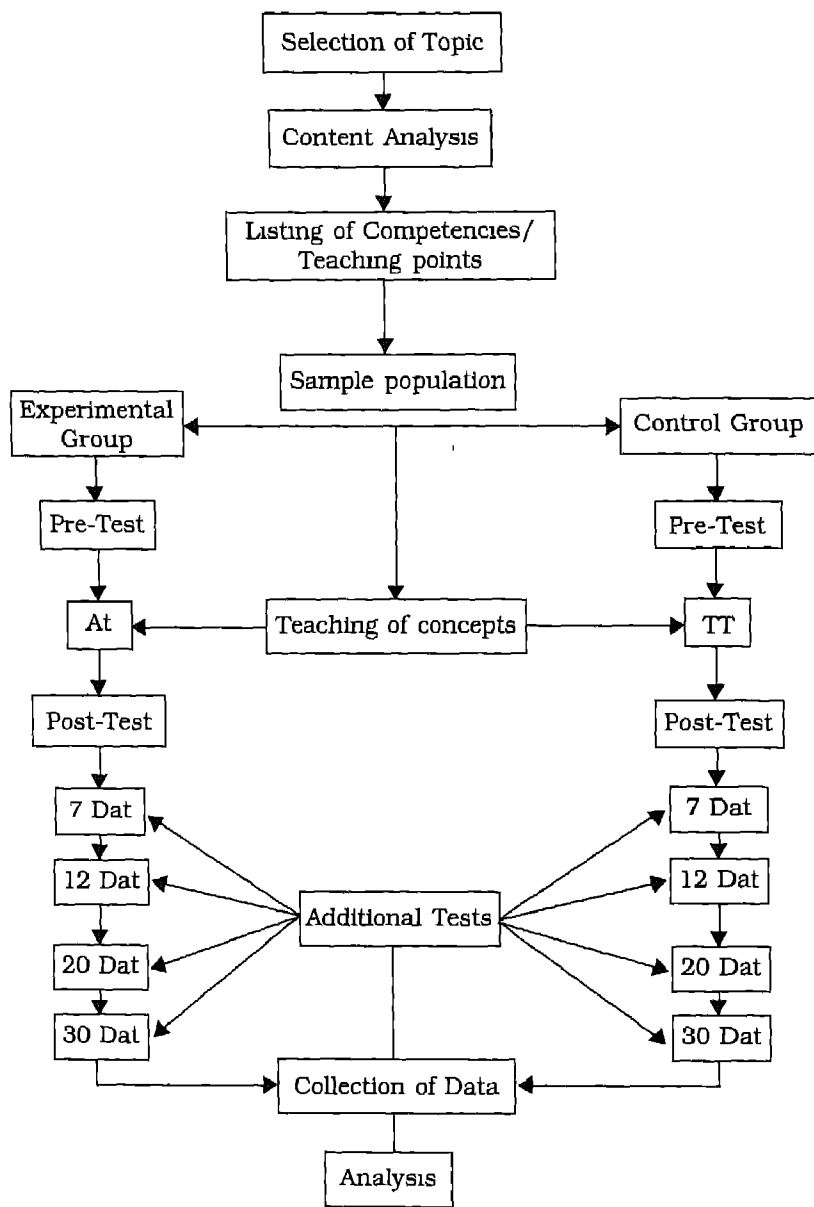 Selection of Topic
Content Analysis
Listing of Competencies/
Teaching points
Sample population
Experimental
Group
Control Group
Pre-Test
Pre-Test
At
Teaching of concepts
TT
Post-Test
Post-Test
7 Dat
7 Dat
12 Dat
12 Dat
Additional Tests
20 Dat
20 Dat
30 Dat
30 Dat
Collection of Data
Analysis